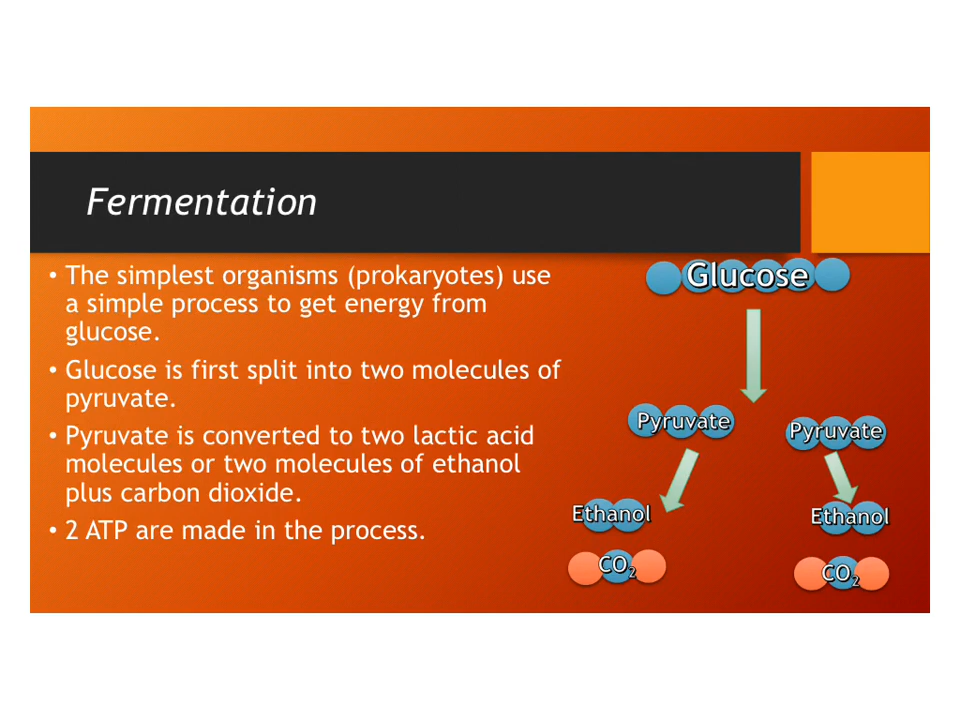 Fermentation
• The simplest organisms (prokaryotes) use
a simple process to get energy from
glucose.
• Glucose is first split into two molecules of
pyruvate.
• Pyruvate is converted to two lactic acid
molecules or two molecules of ethanol
plus carbon dioxide.
• 2 ATP are made in the process.
Glucose
Pyruvate
Pyruvate
Ethanol
Ethanol
CO₂
CO₂